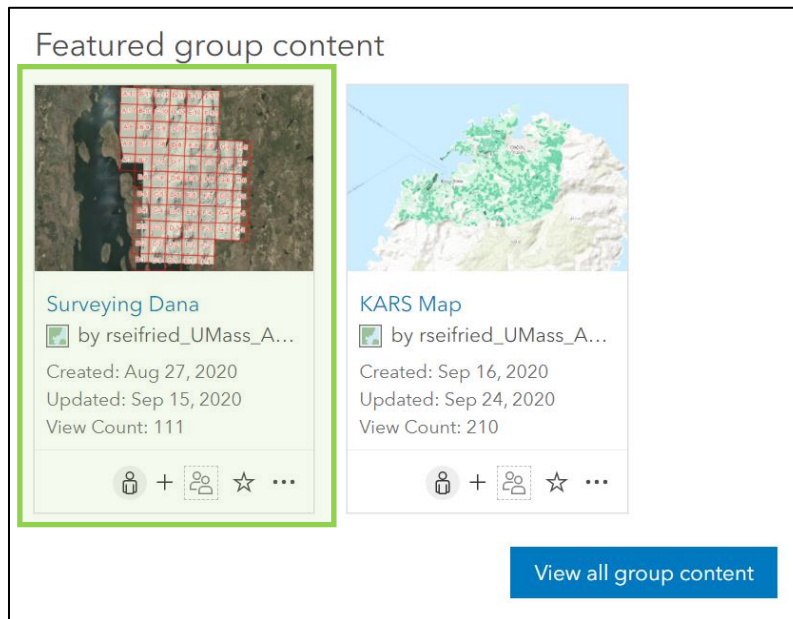 Featured group content
Surveying Dana
by rseifried_UMass_A...
Created: Aug 27, 2020
Updated: Sep 15, 2020
View Count: 111
KARS Map
by rseifried_UMass_A...
Created: Sep 16, 2020
Updated: Sep 24, 2020
View Count: 210
View all group content